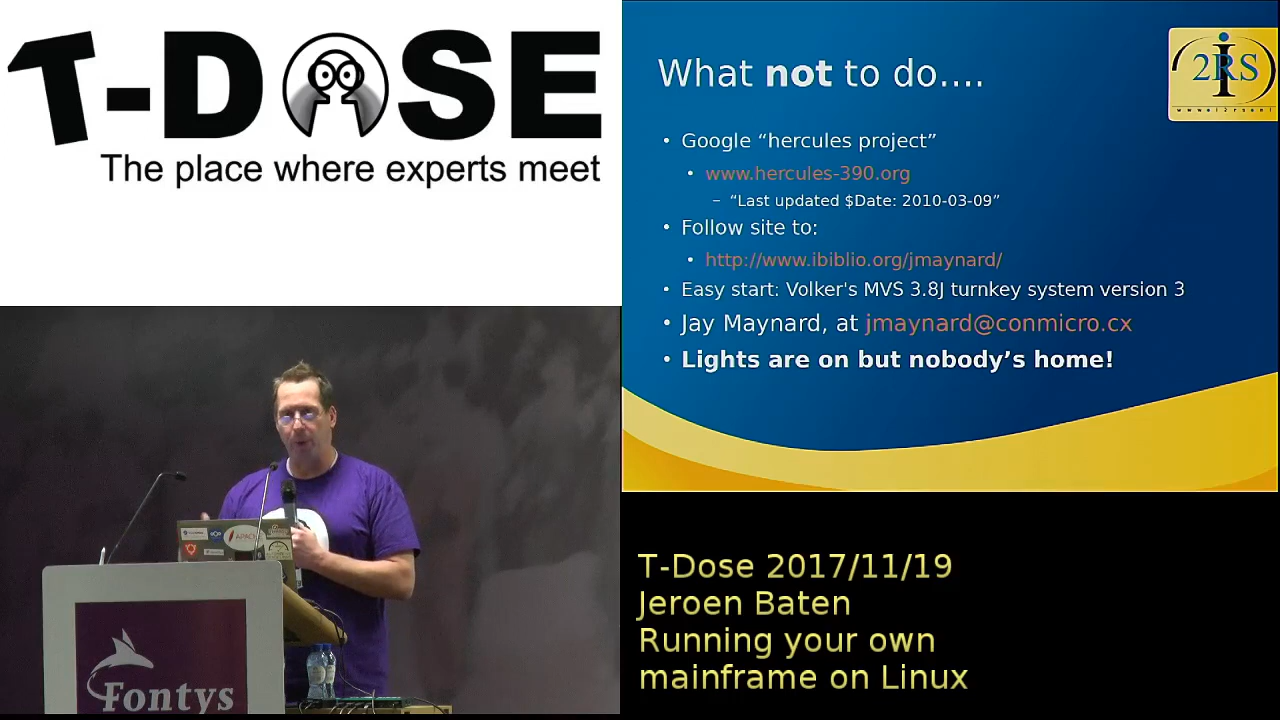 T-DOSE
The place where experts meet
What not to do....
i
2RS
www.i2rs.nl
• Google “hercules project”
• www.hercules-390.org
– “Last updated $Date: 2010-03-09”
• Follow site to:
• http://www.ibiblio.org/jmaynard/
• Easy start: Volker's MVS 3.8J turnkey system version 3
• Jay Maynard, at jmaynard@conmicro.cx
• Lights are on but nobody’s home!
Fontys
T-Dose 2017/11/19
Jeroen Baten
Running your own
mainframe on Linux